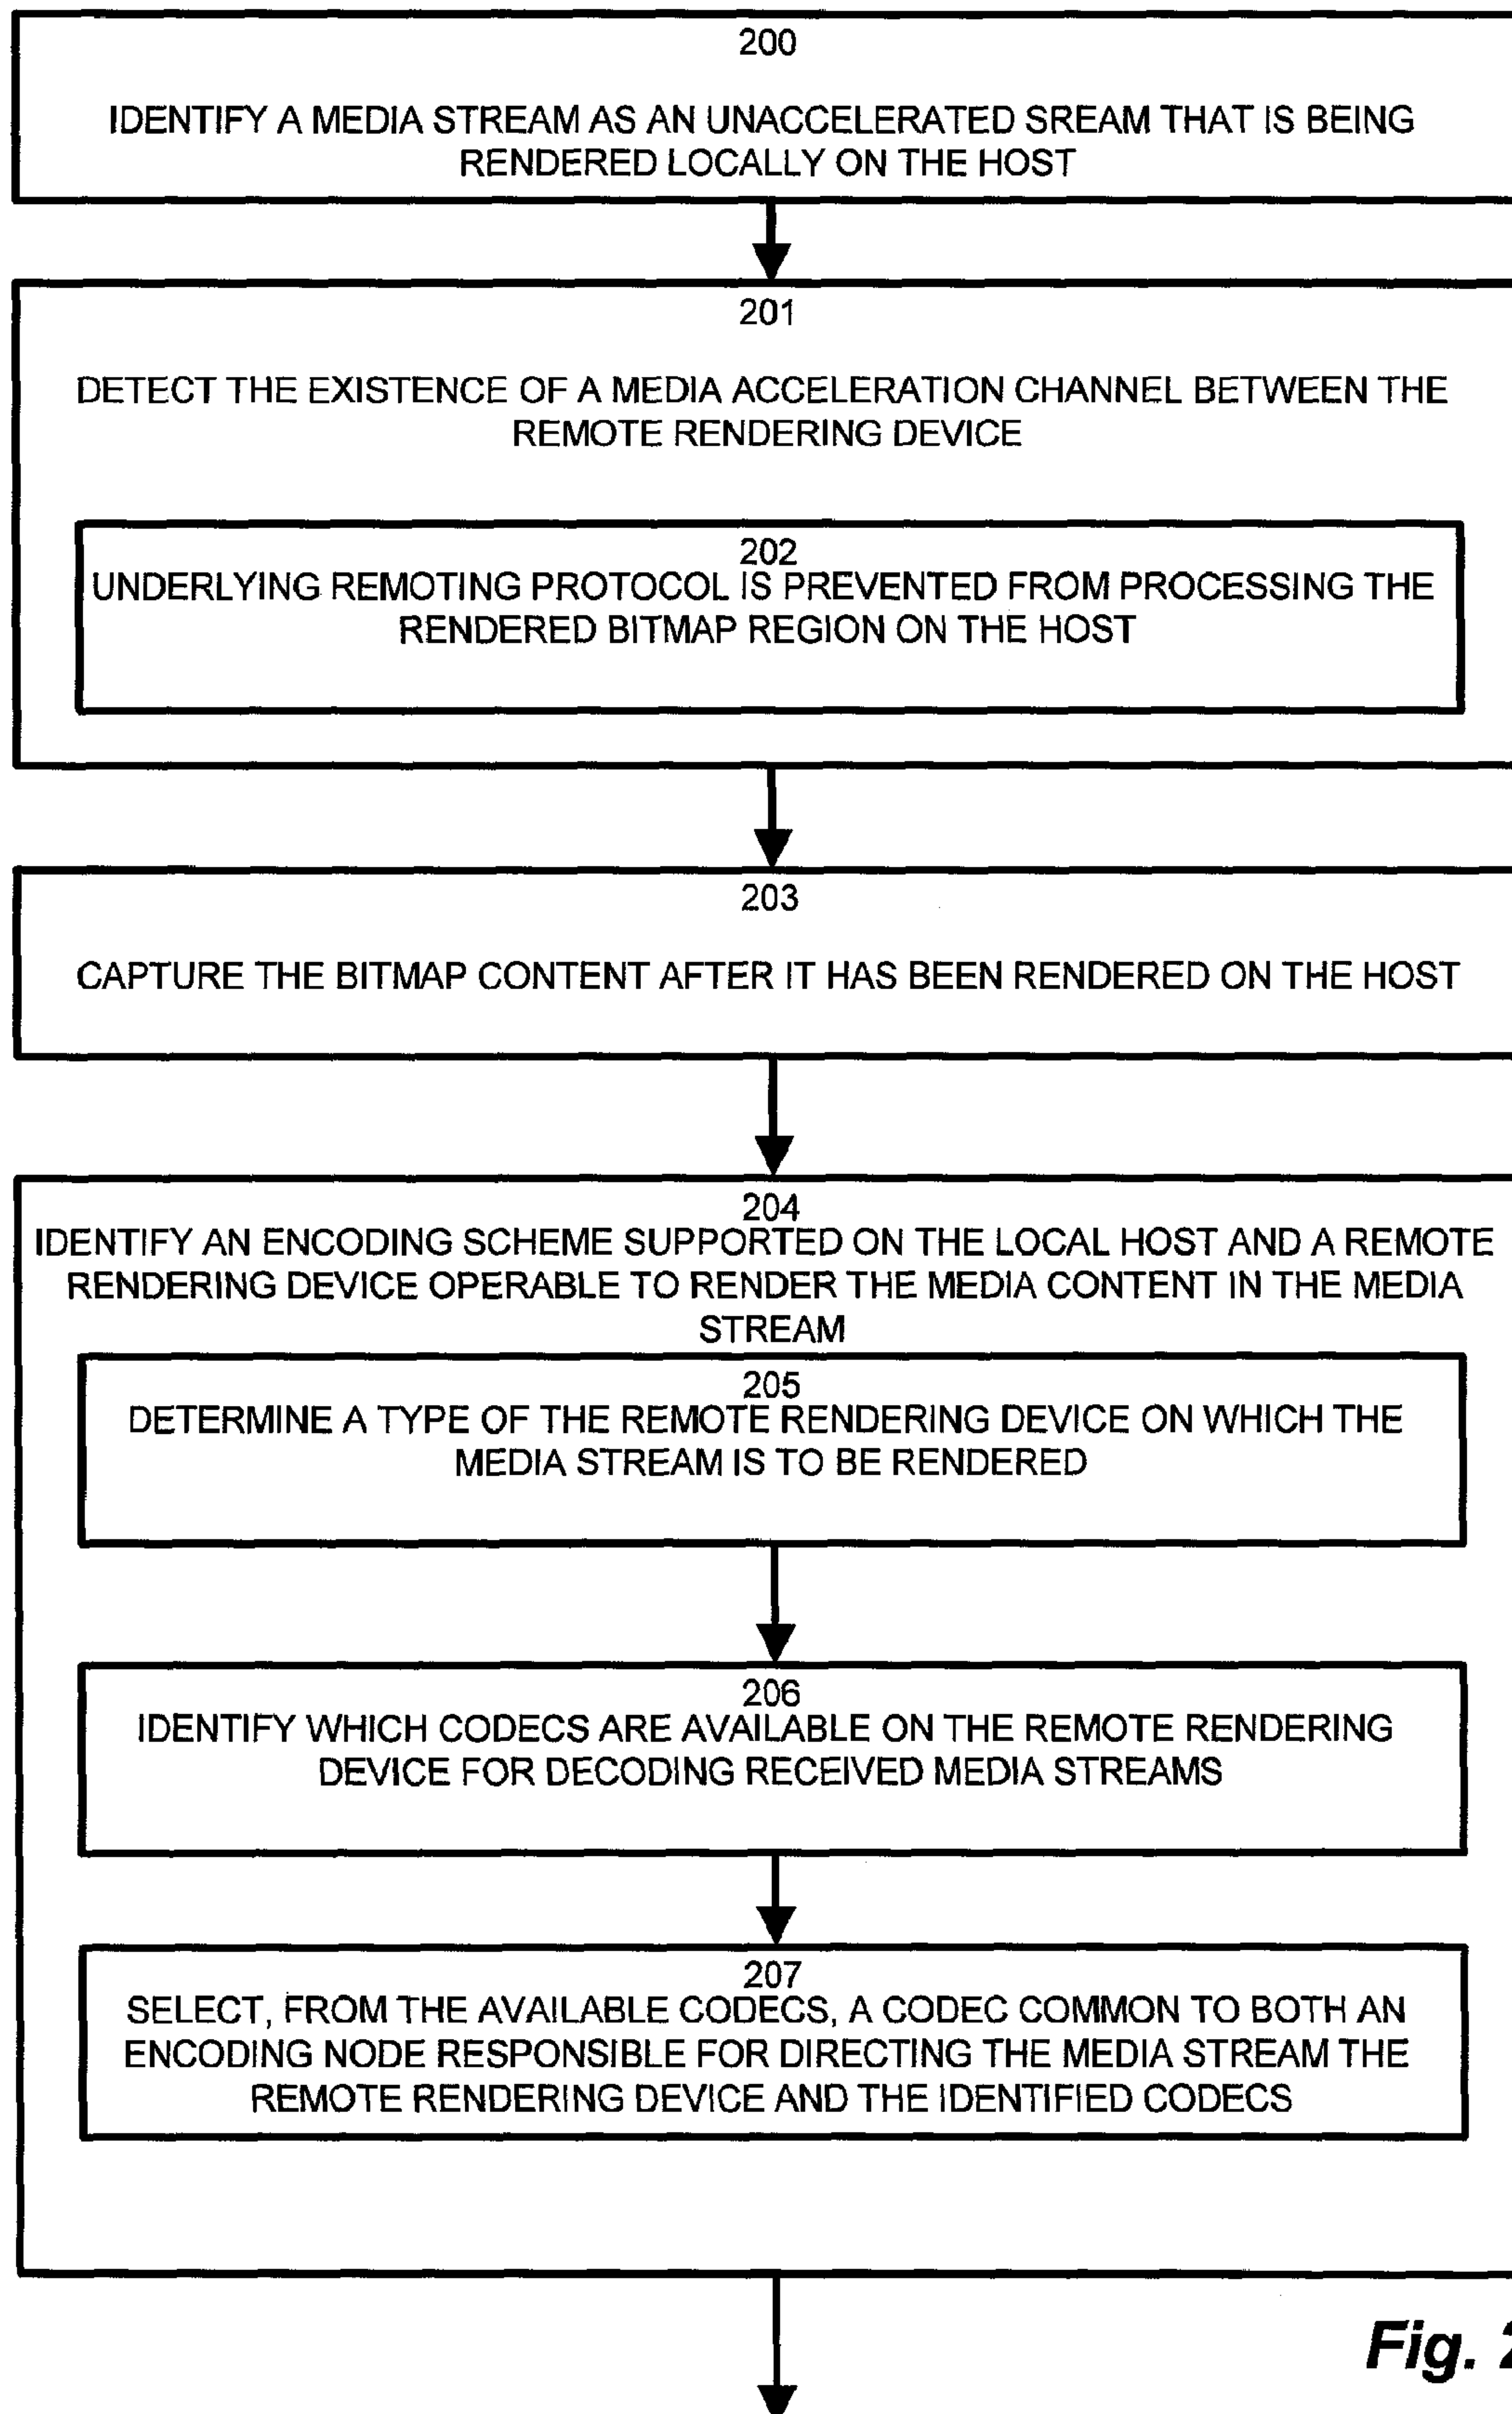 200
IDENTIFY A MEDIA STREAM AS AN UNACCELERATED SREAM THAT IS BEING
RENDERED LOCALLY ON THE HOST
201
DETECT THE EXISTENCE OF A MEDIA ACCELERATION CHANNEL BETWEEN THE
REMOTE RENDERING DEVICE
202
UNDERLYING REMOTING PROTOCOL IS PREVENTED FROM PROCESSING THE
RENDERED BITMAP REGION ON THE HOST
203
CAPTURE THE BITMAP CONTENT AFTER IT HAS BEEN RENDERED ON THE HOST
204
IDENTIFY AN ENCODING SCHEME SUPPORTED ON THE LOCAL HOST AND A REMOTE
RENDERING DEVICE OPERABLE TO RENDER THE MEDIA CONTENT IN THE MEDIA
STREAM
205
DETERMINE A TYPE OF THE REMOTE RENDERING DEVICE ON WHICH THE
MEDIA STREAM IS TO BE RENDERED
206
IDENTIFY WHICH CODECS ARE AVAILABLE ON THE REMOTE RENDERING
DEVICE FOR DECODING RECEIVED MEDIA STREAMS
207
SELECT, FROM THE AVAILABLE CODECS, A CODEC COMMON TO BOTH AN
ENCODING NODE RESPONSIBLE FOR DIRECTING THE MEDIA STREAM THE
REMOTE RENDERING DEVICE AND THE IDENTIFIED CODECS
Fig. 2